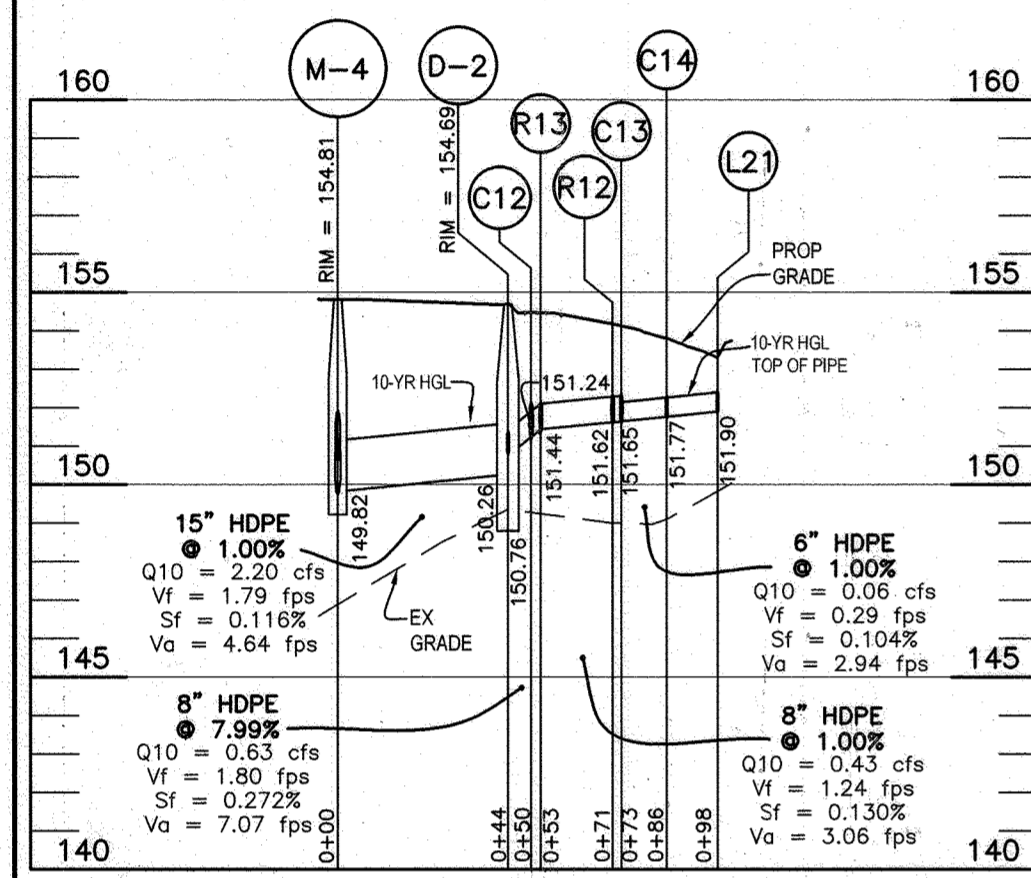 M-4
D-2
C14
R13
C13
L21
R12
C12
160
160
RIM = 154.81
RIM = 154.69
PROP
GRADE
155
155
10-YR HGL
TOP OF PIPE
10-YR HGL
151.24
150
150
149.82
150.26
150.76
151.44
151.62
151.65
151.77
151.90
15" HDPE
@ 1.00%
Q10 = 2.20 cfs
Vf = 1.79 fps
Sf = 0.116%
Va = 4.64 fps
EX
GRADE
6" HDPE
@ 1.00%
Q10 = 0.06 cfs
Vf = 0.29 fps
Sf = 0.104%
Va = 2.94 fps
145
145
8" HDPE
@ 7.99%
Q10 = 0.63 cfs
Vf = 1.80 fps
Sf = 0.272%
Va = 7.07 fps
8" HDPE
@ 1.00%
Q10 = 0.43 cfs
Vf = 1.24 fps
Sf = 0.130%
Va = 3.06 fps
0+00
0+44
0+50
0+53
0+71
0+73
0+86
0+98
140
140